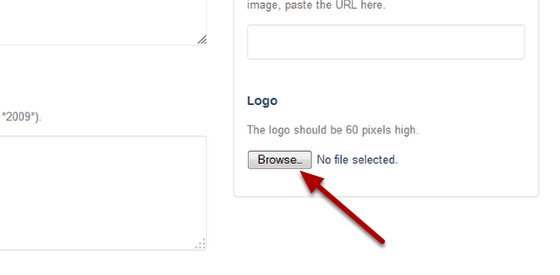 image, paste the URL here.
Logo
*2009*).
The logo should be 60 pixels high.
Browse... No file selected.